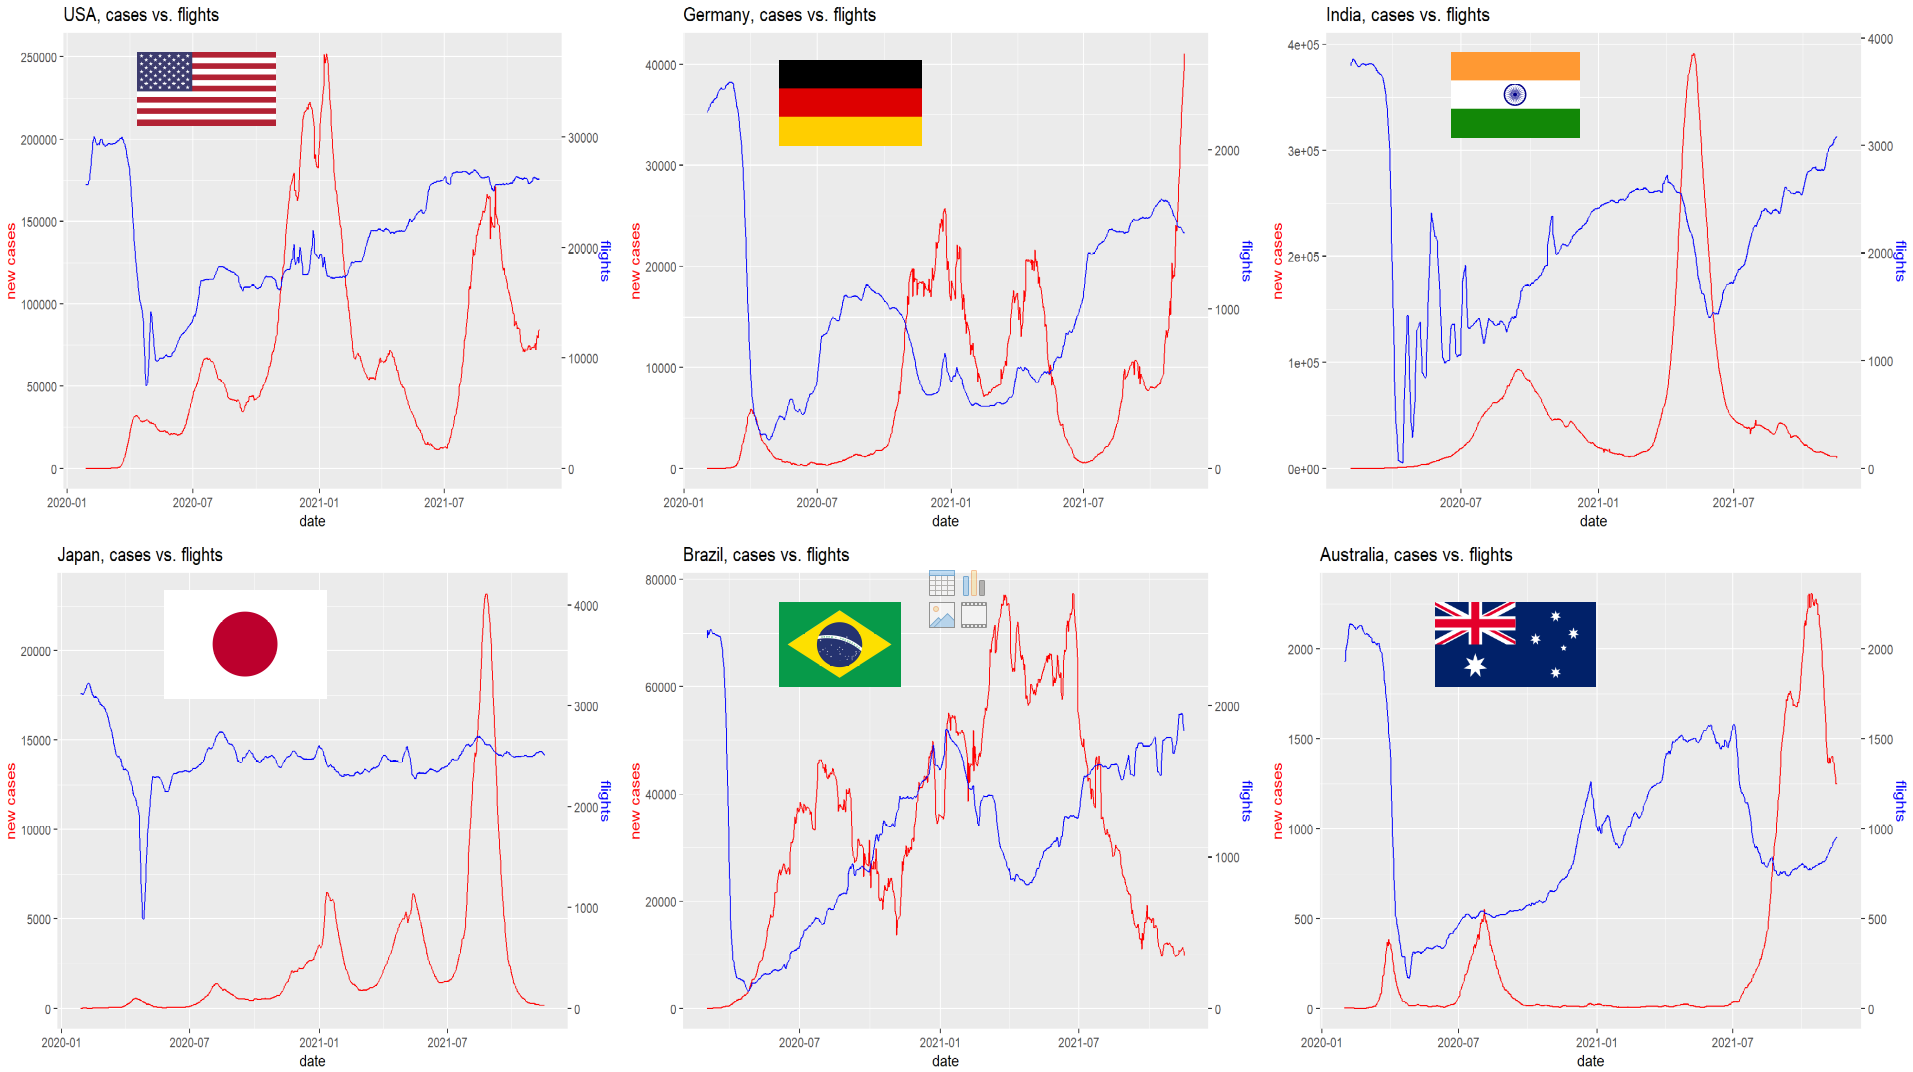 USA, cases vs. flights
250000
200000
150000
100000
50000
0
30000
20000
10000
0
new cases
flights
2020-01 2020-07 2021-01 2021-07
date
Germany, cases vs. flights
40000
30000
20000
10000
0
2000
1000
0
new cases
flights
2020-01 2020-07 2021-01 2021-07
date
India, cases vs. flights
4e+05
3e+05
2e+05
1e+05
0e+00
4000
3000
2000
1000
0
new cases
flights
2020-07 2021-01 2021-07
date
Japan, cases vs. flights
20000
15000
10000
5000
0
4000
3000
2000
1000
0
new cases
flights
2020-01 2020-07 2021-01 2021-07
date
Brazil, cases vs. flights
80000
60000
40000
20000
0
2000
1000
0
new cases
flights
2020-07 2021-01 2021-07
date
Australia, cases vs. flights
2000
1500
1000
500
0
2000
1500
1000
500
0
new cases
flights
2020-01 2020-07 2021-01 2021-07
date